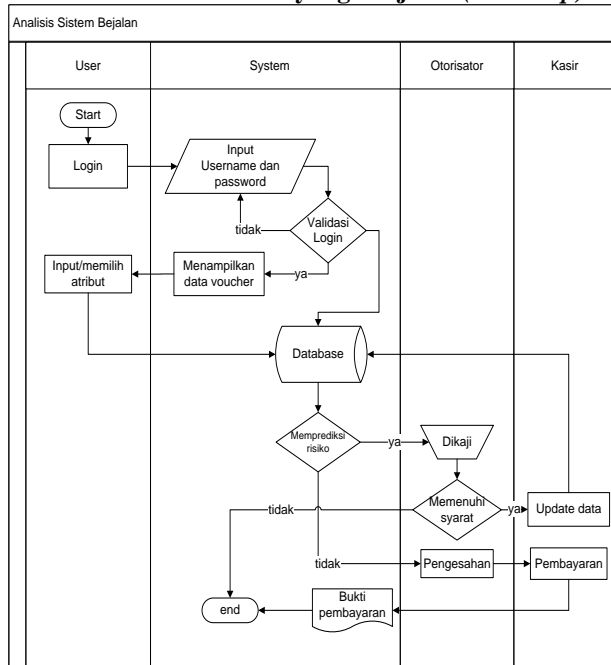 Analisis Sistem Bejalan
User
System
Otorisator
Kasir
Start
Login
Input
Username dan
password
tidak
Validasi
Login
ya
Menampilkan
data voucher
Input/memilih
atribut
Database
Memprediksi
risiko
ya
Dikaji
Memenuhi
syarat
ya
Update data
tidak
tidak
Pengesahan
Pembayaran
Bukti
pembayaran
end